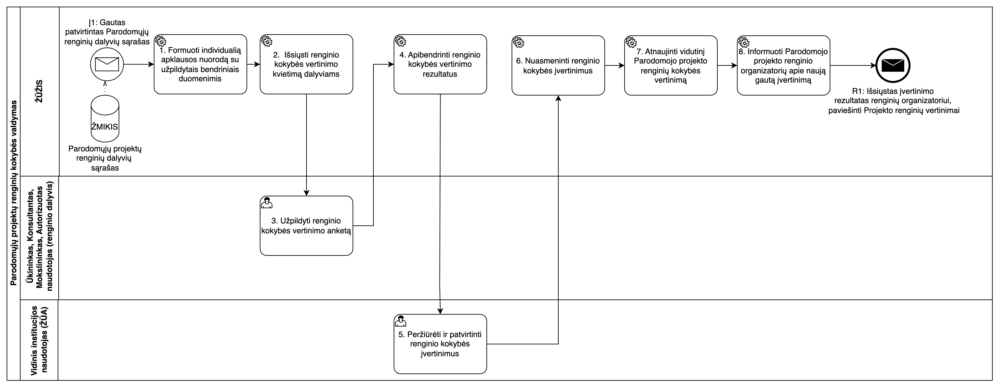 Parodomųjų projektų renginių kokybės valdymas
ŽŪŽIS
Į1: Gautas
patvirtintas Parodomųjų
renginių dalyvių sąrašas
ŽMIKIS
Parodomųjų projektų
renginių dalyvių
sąrašas
1. Formuoti individualią
apklausos nuorodą su
užpildytais bendriniais
duomenimis
2. Išsiųsti renginio
kokybės vertinimo
kvietimą dalyviams
4. Apibendrinti renginio
kokybės vertinimo
rezultatus
6. Nuasmeninti renginio
kokybės įvertinimus
7. Atnaujinti vidutinį
Parodomojo projekto
renginių kokybės
vertinimą
8. Informuoti Parodomojo
projekto renginio
organizatorių apie naują
gautą įvertinimą
R1: Išsiųstas įvertinimo
rezultatas renginių organizatoriui,
paviešinti Projekto renginių vertinimai
Ūkininkas, Konsultantas,
Mokslininkas, Autorizuotas
naudotojas (renginio dalyvis)
3. Užpildyti renginio
kokybės vertinimo anketą
Vidinis institucijos
naudotojas (ŽŪA)
5. Peržiūrėti ir patvirtinti
renginio kokybės
įvertinimus